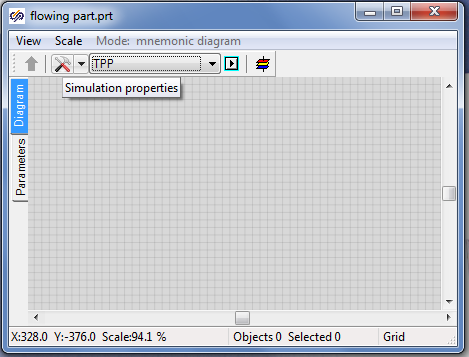 flowing part.prt
View Scale Mode: mnemonic diagram
TPP
Simulation properties
Diagram
Parameters
X:328.0 Y:-376.0 Scale:94.1 % Objects 0 Selected 0 Grid